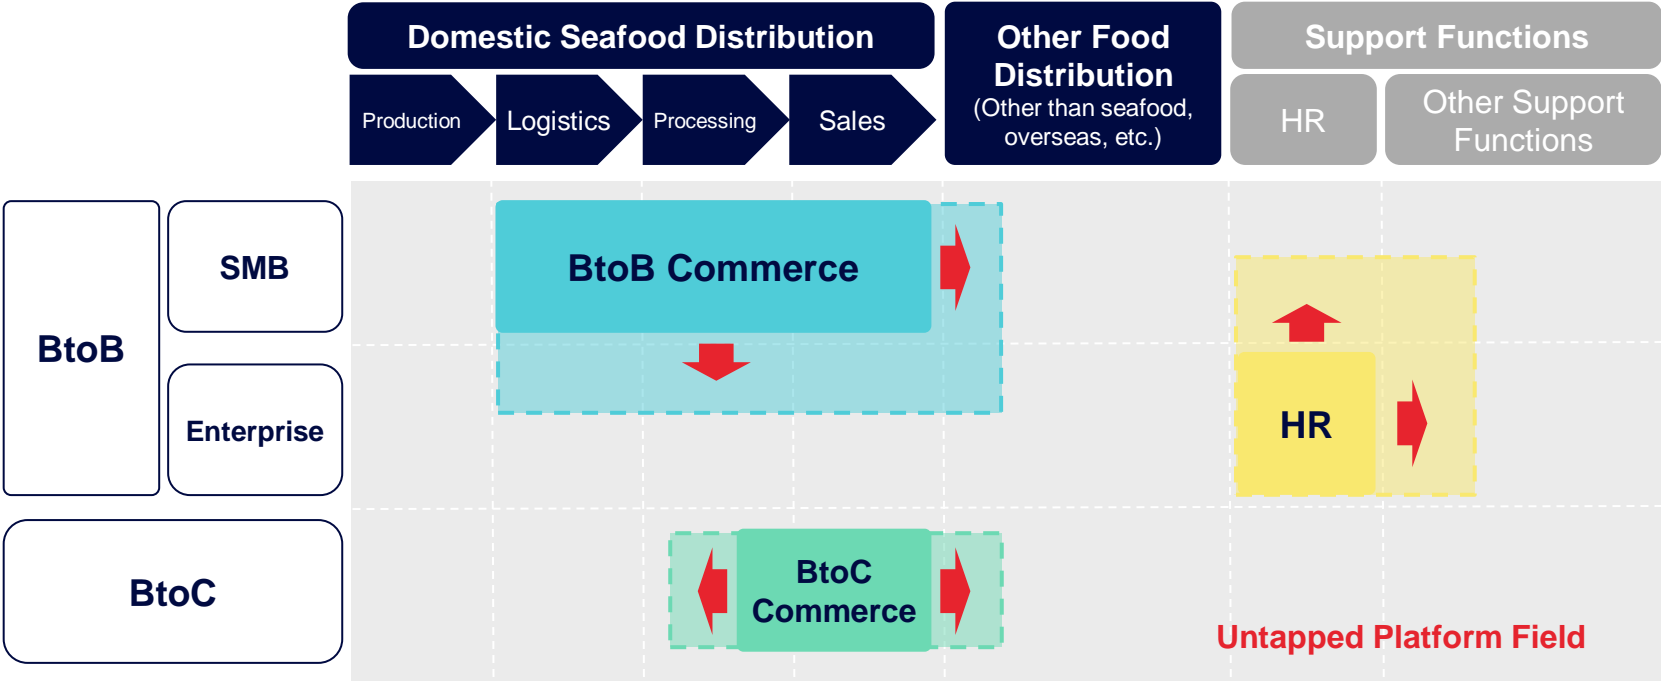 Domestic Seafood Distribution
Other Food
Distribution
(Other than seafood,
overseas, etc.)
Support Functions
Production
Logistics
Processing
Sales
HR
Other Support
Functions
BtoB
SMB
Enterprise
BtoC
BtoB Commerce
HR
BtoC
Commerce
Untapped Platform Field